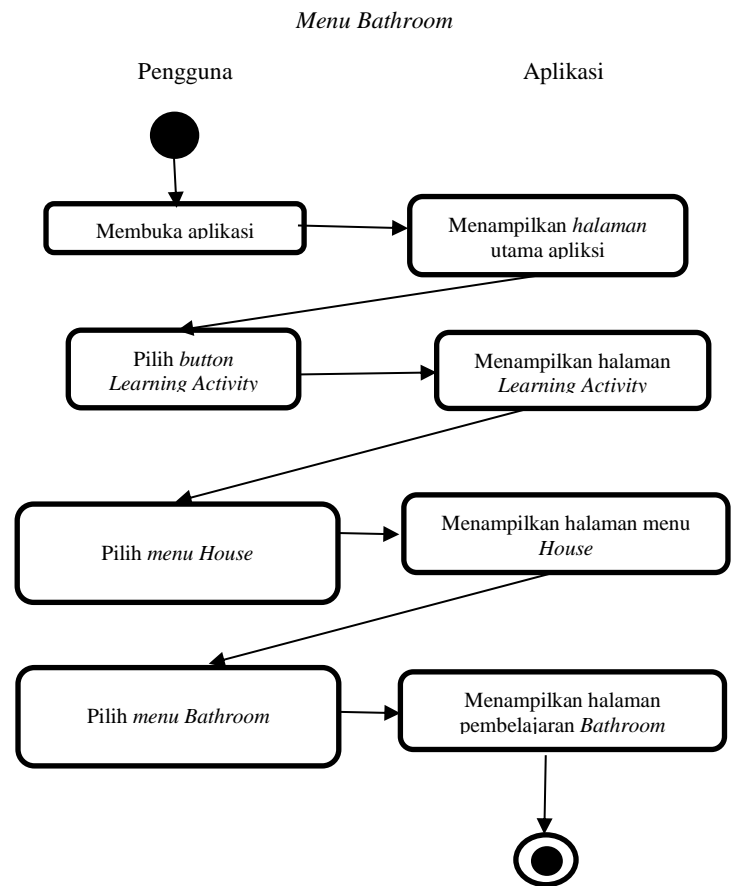 Menu Bathroom
Pengguna
Aplikasi
Membuka aplikasi
Menampilkan halaman
utama apliksi
Pilih button
Learning Activity
Menampilkan halaman
Learning Activity
Pilih menu House
Menampilkan halaman menu
House
Pilih menu Bathroom
Menampilkan halaman
pembelajaran Bathroom